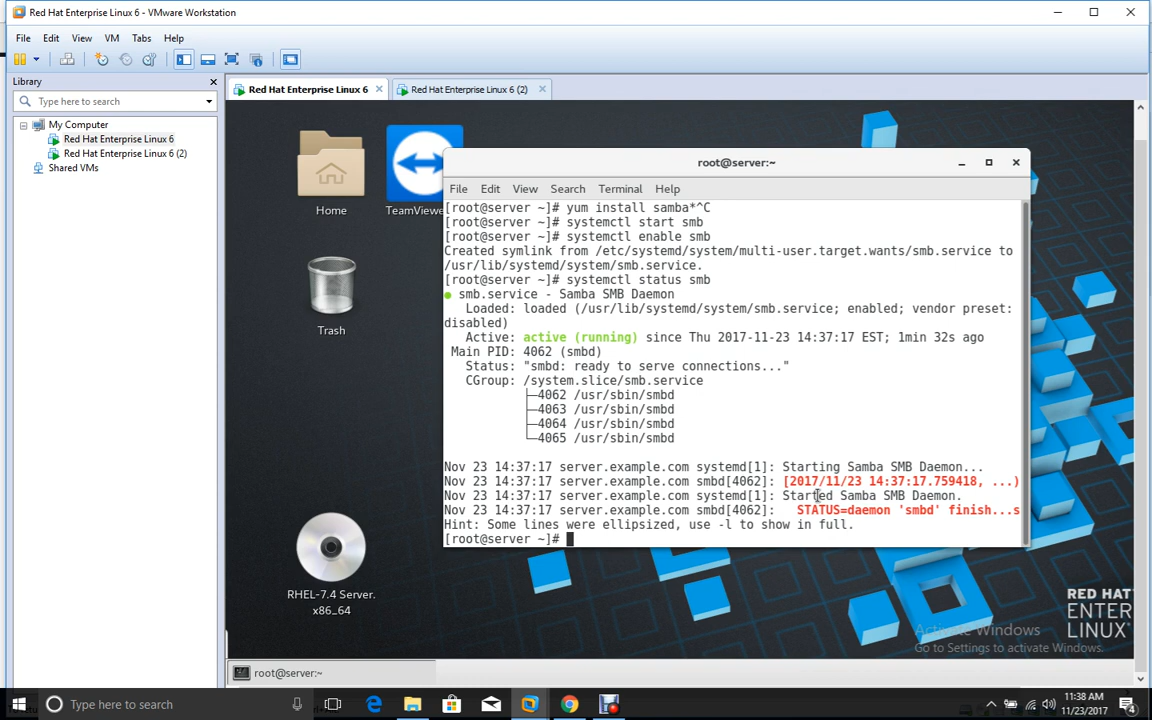 Red Hat Enterprise Linux 6 - VMware Workstation
File Edit View VM Tabs Help
Library
Type here to search
My Computer
Red Hat Enterprise Linux 6
Red Hat Enterprise Linux 6 (2)
Shared VMs
Red Hat Enterprise Linux 6
Red Hat Enterprise Linux 6 (2)
Home
TeamViewe
Trash
RHEL-7.4 Server.
x86_64
root@server:~
File Edit View Search Terminal Help
[root@server ~]# yum install samba*^C
[root@server ~]# systemctl start smb
[root@server ~]# systemctl enable smb
Created symlink from /etc/systemd/system/multi-user.target.wants/smb.service to
/usr/lib/systemd/system/smb.service.
[root@server ~]# systemctl status smb
● smb.service - Samba SMB Daemon
Loaded: loaded (/usr/lib/systemd/system/smb.service; enabled; vendor preset:
disabled)
Active: active (running) since Thu 2017-11-23 14:37:17 EST; 1min 32s ago
Main PID: 4062 (smbd)
Status: "smbd: ready to serve connections..."
CGroup: /system.slice/smb.service
├─4062 /usr/sbin/smbd
├─4063 /usr/sbin/smbd
├─4064 /usr/sbin/smbd
└─4065 /usr/sbin/smbd
Nov 23 14:37:17 server.example.com systemd[1]: Starting Samba SMB Daemon...
Nov 23 14:37:17 server.example.com smbd[4062]: [2017/11/23 14:37:17.759418, ...)
Nov 23 14:37:17 server.example.com systemd[1]: Started Samba SMB Daemon.
Nov 23 14:37:17 server.example.com smbd[4062]: STATUS=daemon 'smbd' finish...s
Hint: Some lines were ellipsized, use -l to show in full.
[root@server ~]#
RED HAT
ENTER
LINUX
Activate Windows
Go to Settings to activate Windows.
root@server:~
Type here to search
11:38 AM
11/23/2017
4